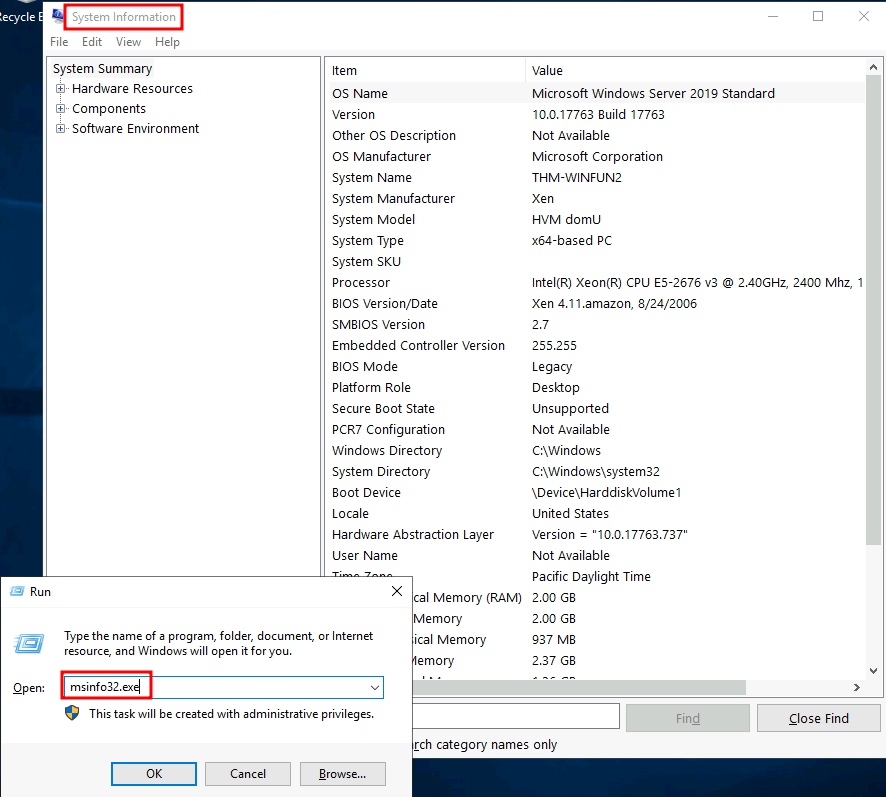 Recycle
System Information
File Edit View Help
System Summary
Hardware Resources
Components
Software Environment
Item Value
OS Name Microsoft Windows Server 2019 Standard
Version 10.0.17763 Build 17763
Other OS Description Not Available
OS Manufacturer Microsoft Corporation
System Name THM-WINFUN2
System Manufacturer Xen
System Model HVM domU
System Type x64-based PC
System SKU
Processor Intel(R) Xeon(R) CPU E5-2676 v3 @ 2.40GHz, 2400 Mhz, 1
BIOS Version/Date Xen 4.11.amazon, 8/24/2006
SMBIOS Version 2.7
Embedded Controller Version 255.255
BIOS Mode Legacy
Platform Role Desktop
Secure Boot State Unsupported
PCR7 Configuration Not Available
Windows Directory C:\Windows
System Directory C:\Windows\system32
Boot Device \Device\HarddiskVolume1
Locale United States
Hardware Abstraction Layer Version = "10.0.17763.737"
User Name Not Available
Time Zone Pacific Daylight Time
cal Memory (RAM) 2.00 GB
Memory 2.00 GB
sical Memory 937 MB
Memory 2.37 GB
Find Close Find
rch category names only
Run
Type the name of a program, folder, document, or Internet
resource, and Windows will open it for you.
Open: msinfo32.exe
This task will be created with administrative privileges.
OK Cancel Browse...